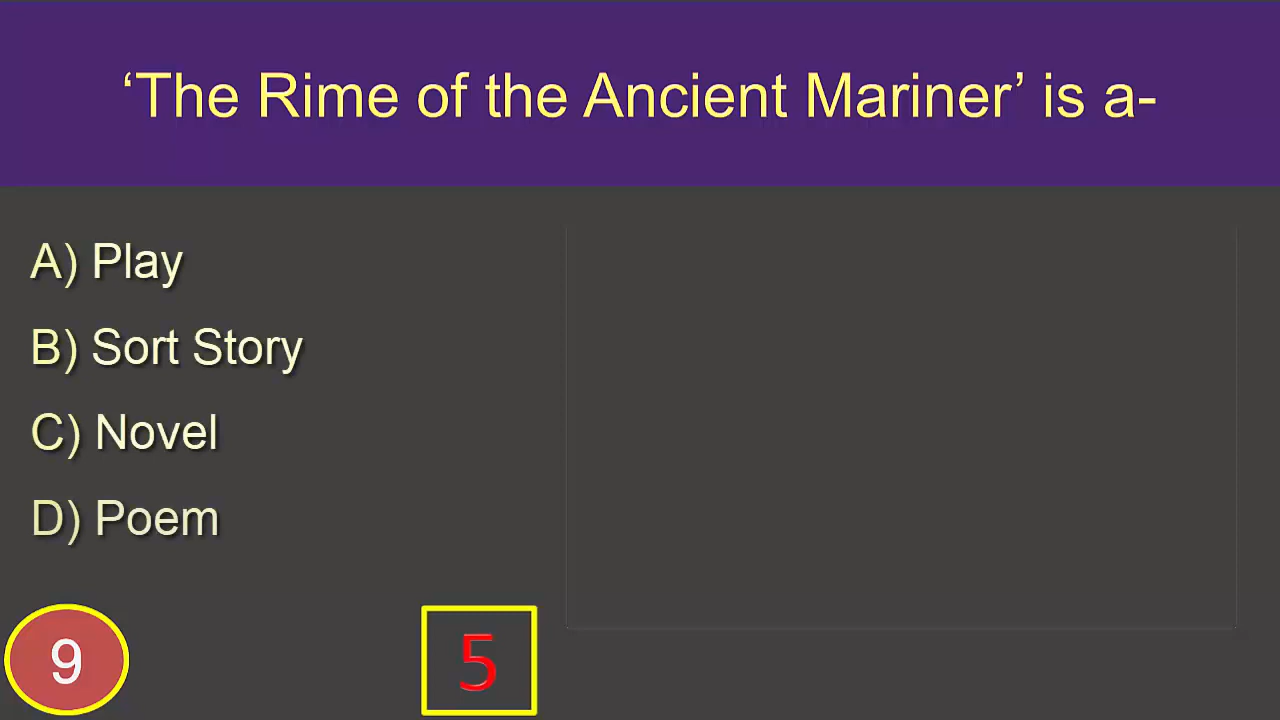 ‘The Rime of the Ancient Mariner’ is a-
A) Play
B) Sort Story
C) Novel
D) Poem
9
5